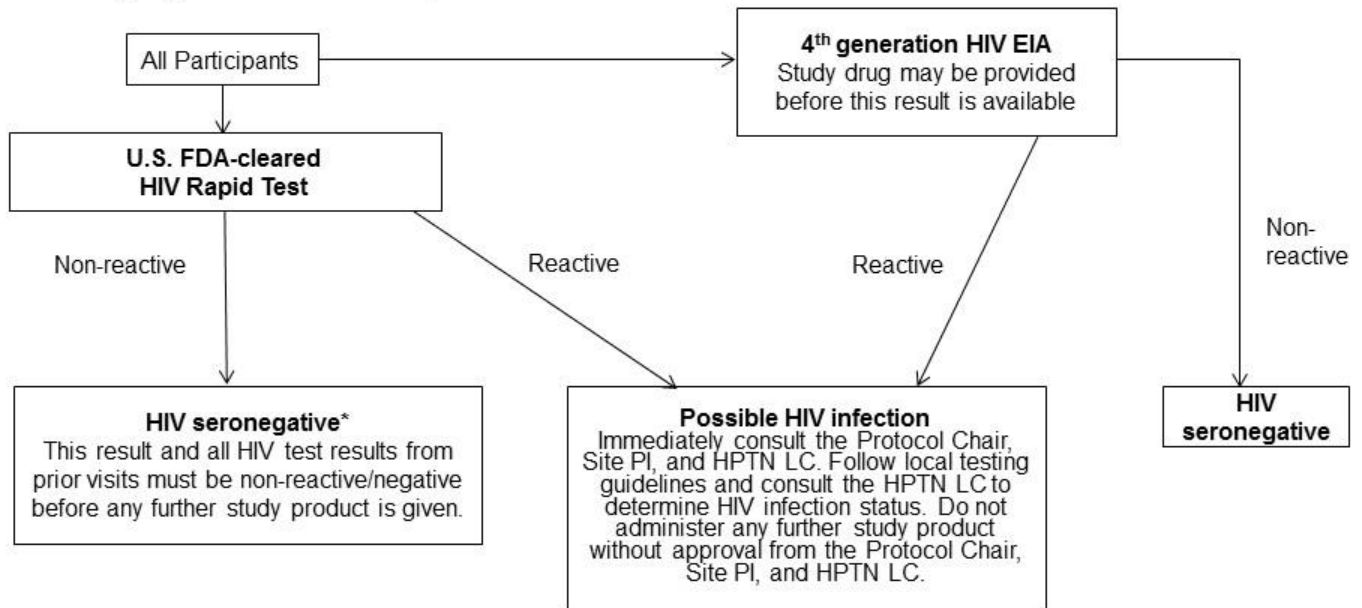 All Participants
4th generation HIV EIA
Study drug may be provided
before this result is available
U.S. FDA-cleared
HIV Rapid Test
Non-reactive
Reactive
Reactive
Non-
reactive
HIV seronegative*
This result and all HIV test results from
prior visits must be non-reactive/negative
before any further study product is given.
Possible HIV infection
Immediately consult the Protocol Chair,
Site PI, and HPTN LC. Follow local testing
guidelines and consult the HPTN LC to
determine HIV infection status. Do not
administer any further study product
without approval from the Protocol Chair,
Site PI, and HPTN LC.
HIV
seronegative